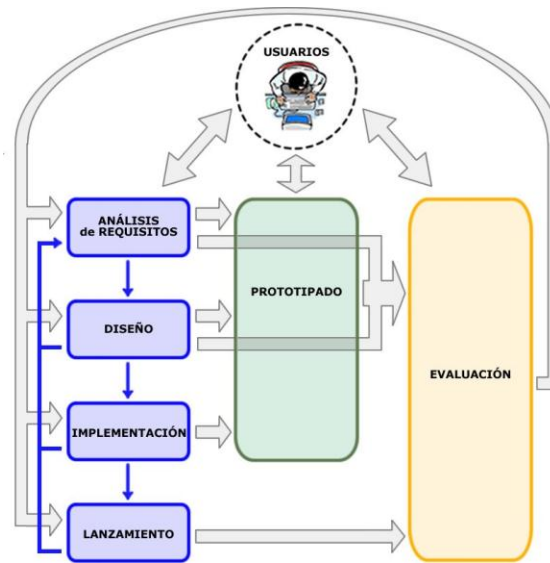 USUARIOS
ANÁLISIS
de REQUISITOS
PROTOTIPADO
DISEÑO
EVALUACIÓN
IMPLEMENTACIÓN
LANZAMIENTO